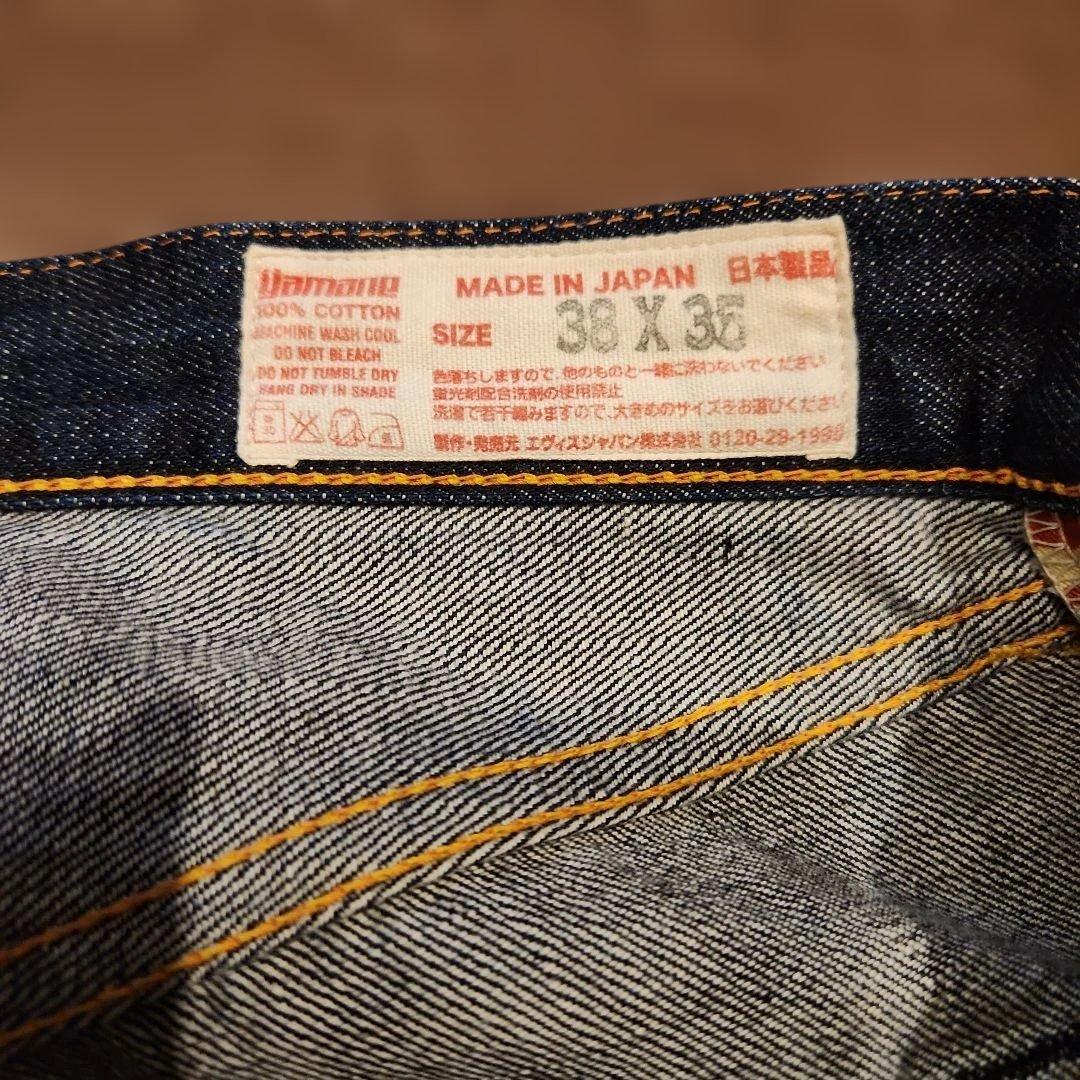 Yamane
100% COTTON
MACHINE WASH COOL
DO NOT BLEACH
DO NOT TUMBLE DRY
HANG DRY IN SHADE
MADE IN JAPAN 日本製品
SIZE 38 X 35
色落ちしますので、他のものと一緒に洗わないでください
蛍光剤配合洗剤の使用禁止
洗濯で若干縮みますので、大きめのサイズをお選びください
製作・発売元 エヴィスジャパン株式会社 0120-29-1999